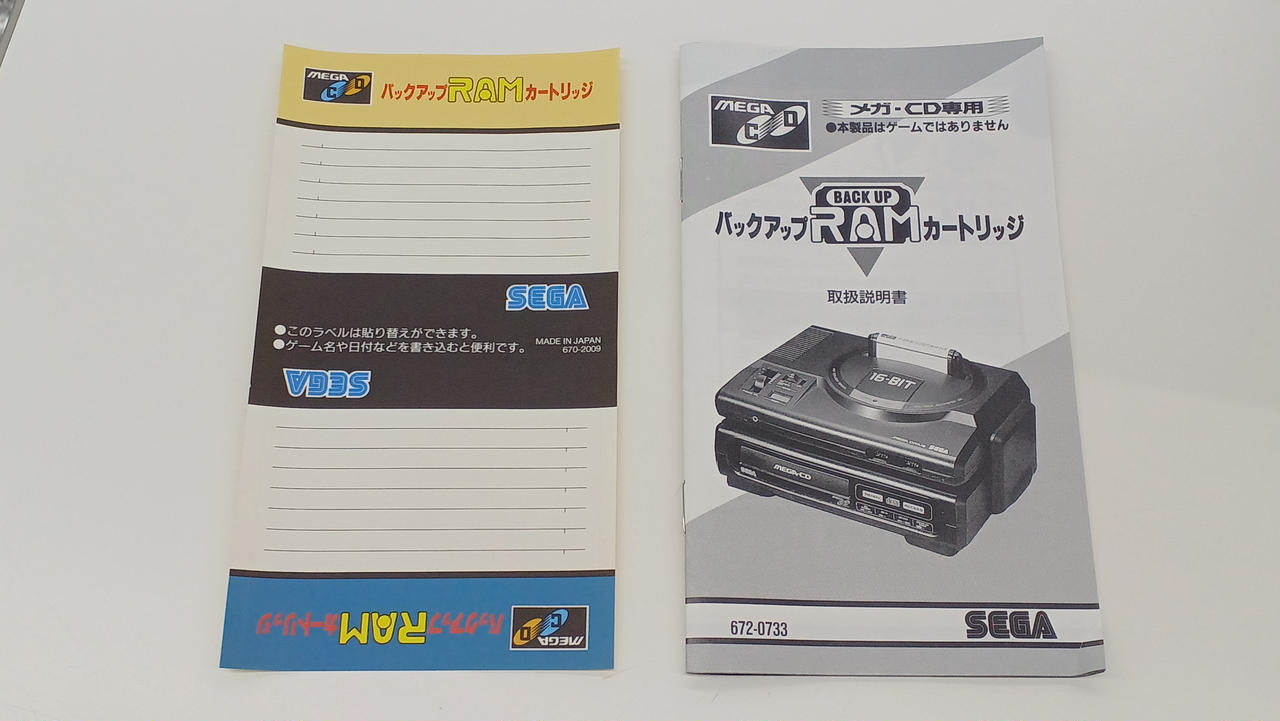 MEGA CD
バックアップRAMカートリッジ
SEGA
●このラベルは貼り替えができます。
●ゲーム名や日付などを書き込むと便利です。
MADE IN JAPAN
670-2009
SEGA
バックアップRAMカートリッジ
MEGA CD
MEGA CD
メガ-CD専用
●本製品はゲームではありません
BACK UP
バックアップRAMカートリッジ
取扱説明書
16-BIT
SEGA
MEGA-CD
SEGA
672-0733
SEGA